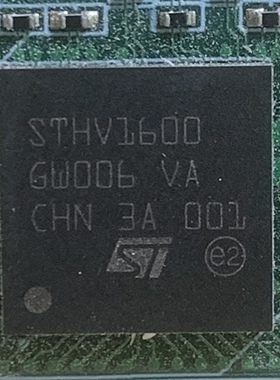 STHV1600
GW006 VA
CHN 3A 001
ST e2